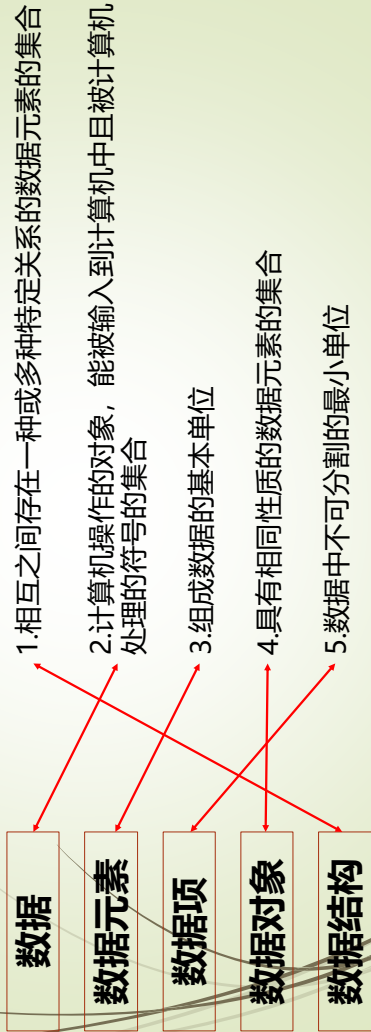 数据
数据元素
数据项
数据对象
数据结构
1.相互之间存在一种或多种特定关系的数据元素的集合
2.计算机操作的对象，能被输入到计算机中且被计算机
处理的符号的集合
3.组成数据的基本单位
4.具有相同性质的数据元素的集合
5.数据中不可分割的最小单位